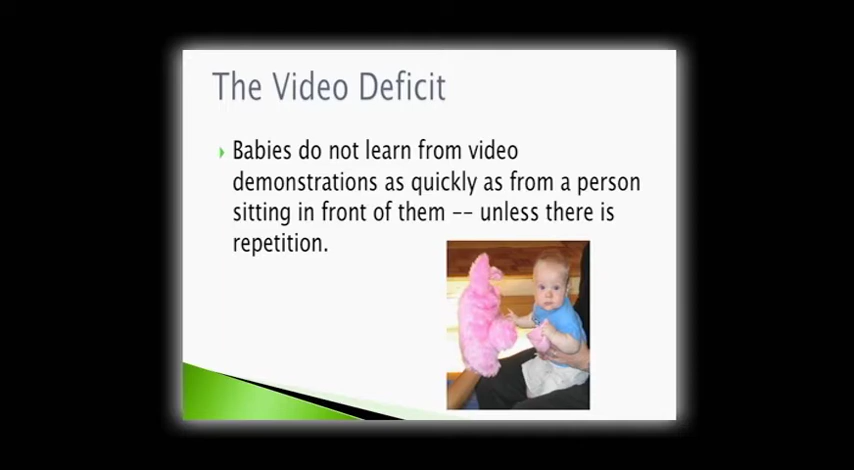 The Video Deficit
Babies do not learn from video
demonstrations as quickly as from a person
sitting in front of them -- unless there is
repetition.